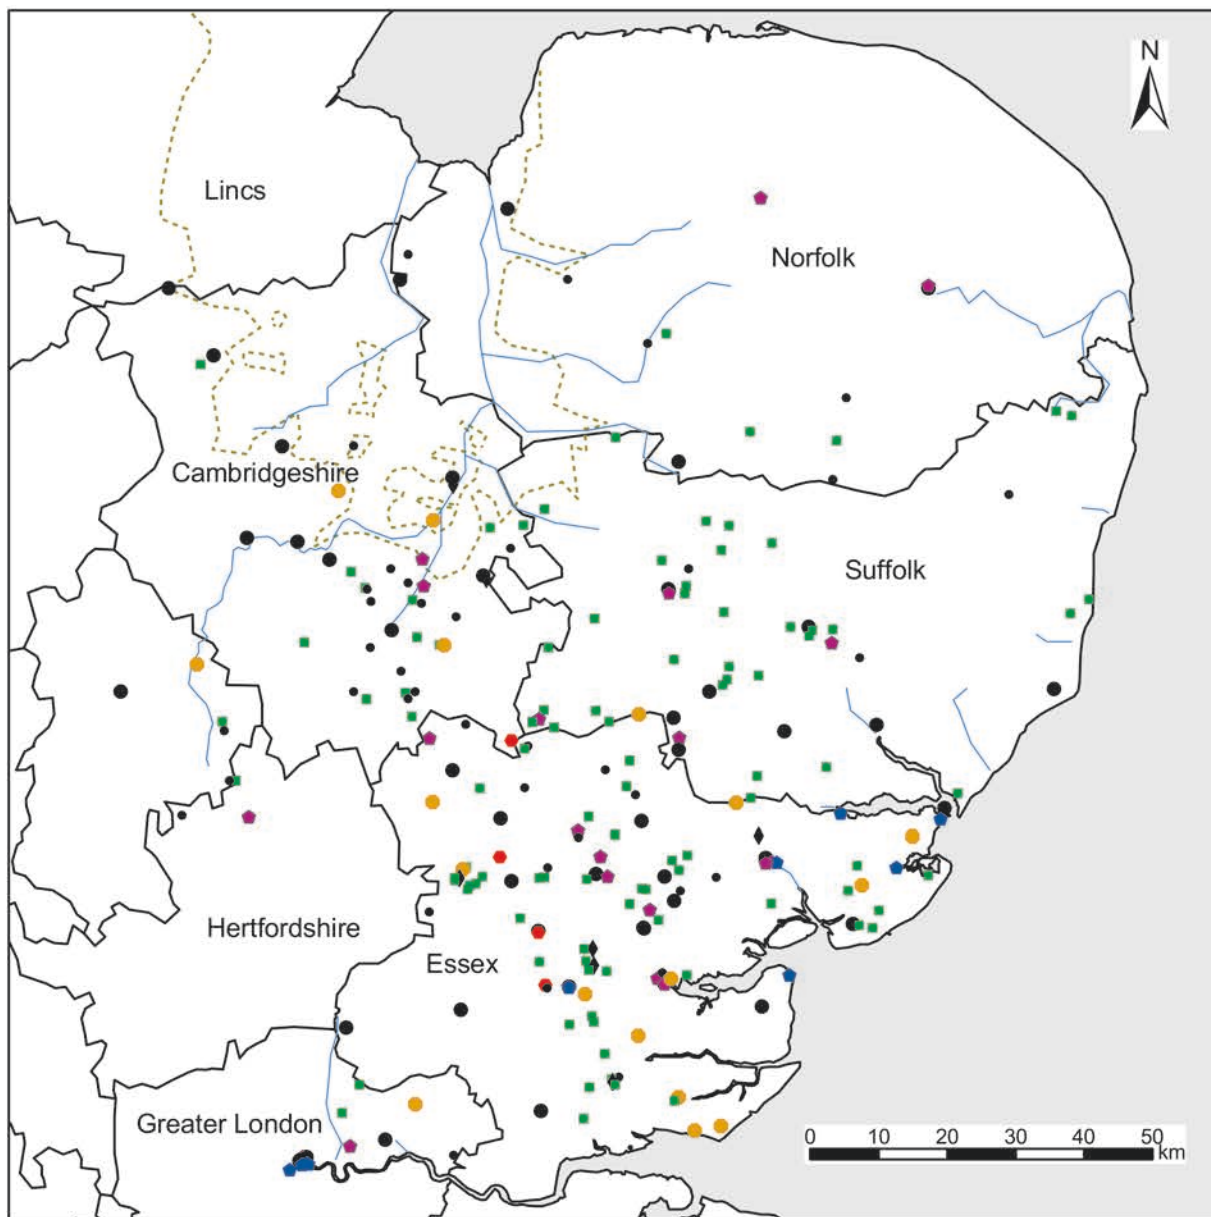 N
Lincs
Norfolk
Cambridgeshire
Suffolk
Hertfordshire
Essex
Greater London
0 10 20 30 40 50
km